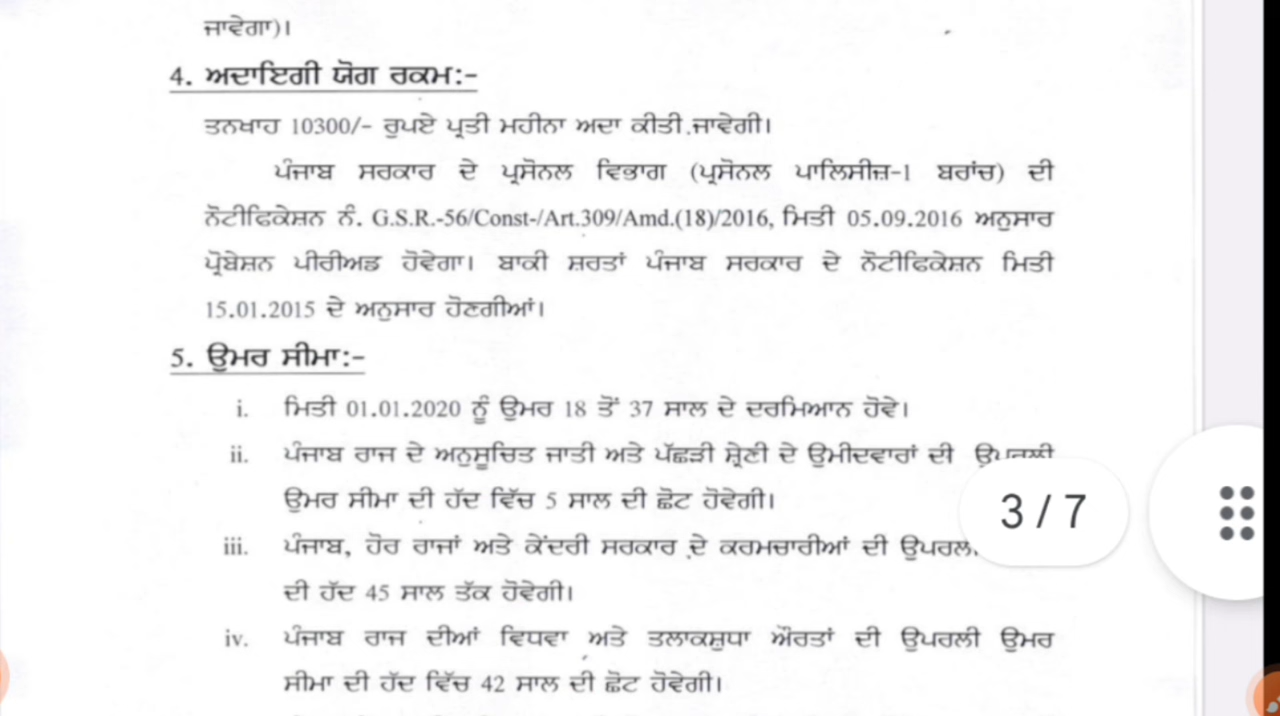 ਜਾਵੇਗਾ)।
4. ਅਦਾਇਗੀ ਯੋਗ ਰਕਮ:-
ਤਨਖਾਹ 10300/- ਰੁਪਏ ਪ੍ਰਤੀ ਮਹੀਨਾ ਅਦਾ ਕੀਤੀ ਜਾਵੇਗੀ।
ਪੰਜਾਬ ਸਰਕਾਰ ਦੇ ਪ੍ਰਸੋਨਲ ਵਿਭਾਗ (ਪ੍ਰਸੋਨਲ ਪਾਲਿਸੀਜ਼-1 ਬਰਾਂਚ) ਦੀ
ਨੋਟੀਫਿਕੇਸ਼ਨ ਨੰ. G.S.R.-56/Const-/Art.309/Amd.(18)/2016, ਮਿਤੀ 05.09.2016 ਅਨੁਸਾਰ
ਪ੍ਰੋਬੇਸ਼ਨ ਪੀਰੀਅਡ ਹੋਵੇਗਾ। ਬਾਕੀ ਸ਼ਰਤਾਂ ਪੰਜਾਬ ਸਰਕਾਰ ਦੇ ਨੋਟੀਫਿਕੇਸ਼ਨ ਮਿਤੀ
15.01.2015 ਦੇ ਅਨੁਸਾਰ ਹੋਣਗੀਆਂ।
5. ਉਮਰ ਸੀਮਾ:-
i. ਮਿਤੀ 01.01.2020 ਨੂੰ ਉਮਰ 18 ਤੋਂ 37 ਸਾਲ ਦੇ ਦਰਮਿਆਨ ਹੋਵੇ।
ii. ਪੰਜਾਬ ਰਾਜ ਦੇ ਅਨੁਸੂਚਿਤ ਜਾਤੀ ਅਤੇ ਪੱਛੜੀ ਸ਼੍ਰੇਣੀ ਦੇ ਉਮੀਦਵਾਰਾਂ ਦੀ
ਉਮਰ ਸੀਮਾ ਦੀ ਹੱਦ ਵਿੱਚ 5 ਸਾਲ ਦੀ ਛੋਟ ਹੋਵੇਗੀ।
3 / 7
iii. ਪੰਜਾਬ, ਹੋਰ ਰਾਜਾਂ ਅਤੇ ਕੇਂਦਰੀ ਸਰਕਾਰ ਦੇ ਕਰਮਚਾਰੀਆਂ ਦੀ
ਦੀ ਹੱਦ 45 ਸਾਲ ਤੱਕ ਹੋਵੇਗੀ।
iv. ਪੰਜਾਬ ਰਾਜ ਦੀਆਂ ਵਿਧਵਾ ਅਤੇ ਤਲਾਕਸ਼ੁਧਾ ਔਰਤਾਂ ਦੀ ਉਪਰਲੀ ਉਮਰ
ਸੀਮਾ ਦੀ ਹੱਦ ਵਿੱਚ 42 ਸਾਲ ਦੀ ਛੋਟ ਹੋਵੇਗੀ।